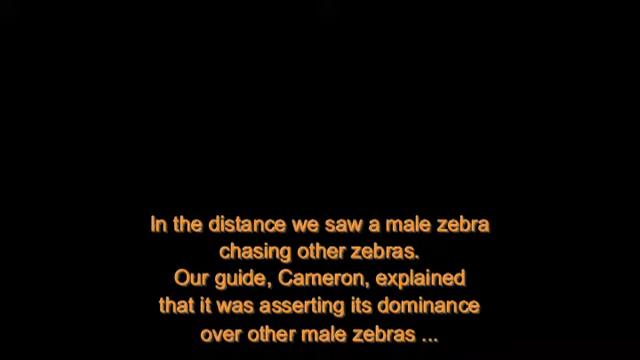 In the distance we saw a male zebra
chasing other zebras.
Our guide, Cameron, explained
that it was asserting its dominance
over other male zebras ...